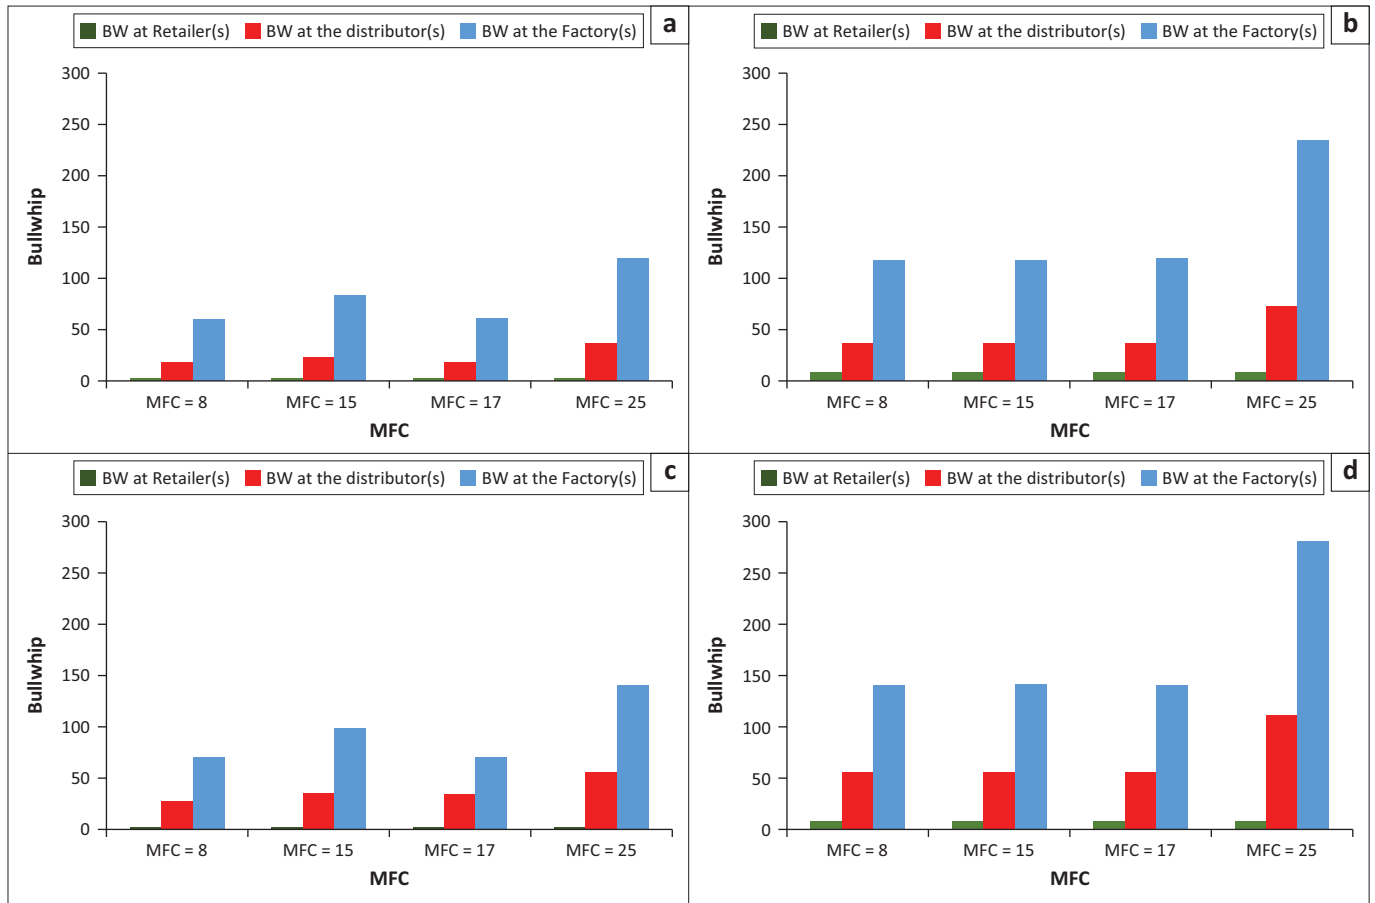 BW at Retailer(s) BW at the distributor(s) BW at the Factory(s)
a
300
250
200
150
100
50
0
Bullwhip
MFC = 8 MFC = 15 MFC = 17 MFC = 25
MFC
BW at Retailer(s) BW at the distributor(s) BW at the Factory(s)
b
300
250
200
150
100
50
0
Bullwhip
MFC = 8 MFC = 15 MFC = 17 MFC = 25
MFC
BW at Retailer(s) BW at the distributor(s) BW at the Factory(s)
c
300
250
200
150
100
50
0
Bullwhip
MFC = 8 MFC = 15 MFC = 17 MFC = 25
MFC
BW at Retailer(s) BW at the distributor(s) BW at the Factory(s)
d
300
250
200
150
100
50
0
Bullwhip
MFC = 8 MFC = 15 MFC = 17 MFC = 25
MFC